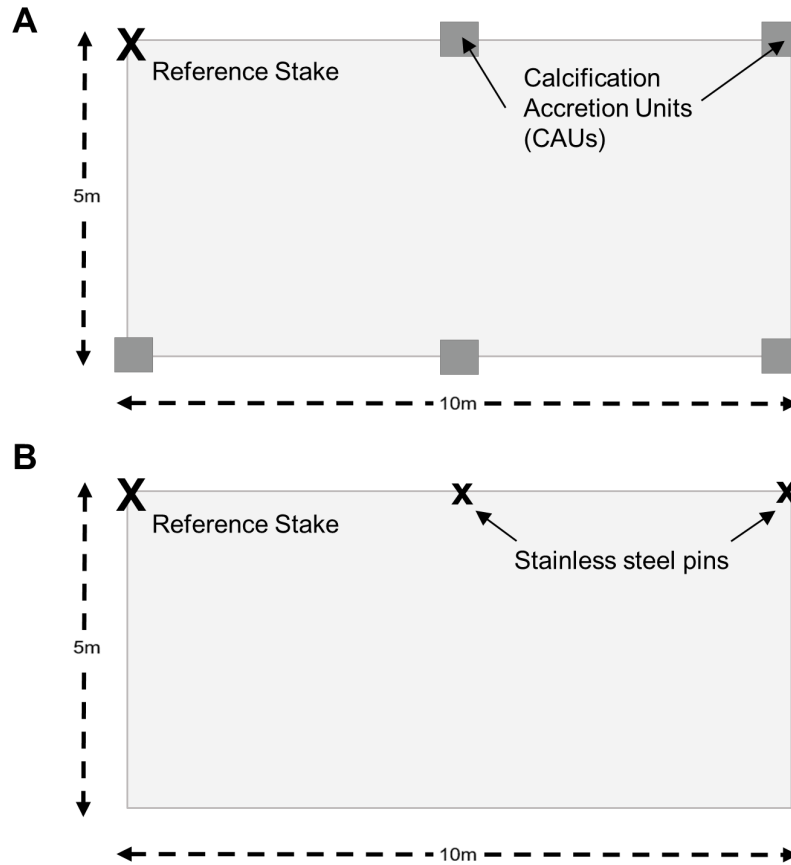 A
X
Reference Stake
Calcification
Accretion Units
(CAUs)
5m
10m
B
X
x
x
Reference Stake
Stainless steel pins
5m
10m